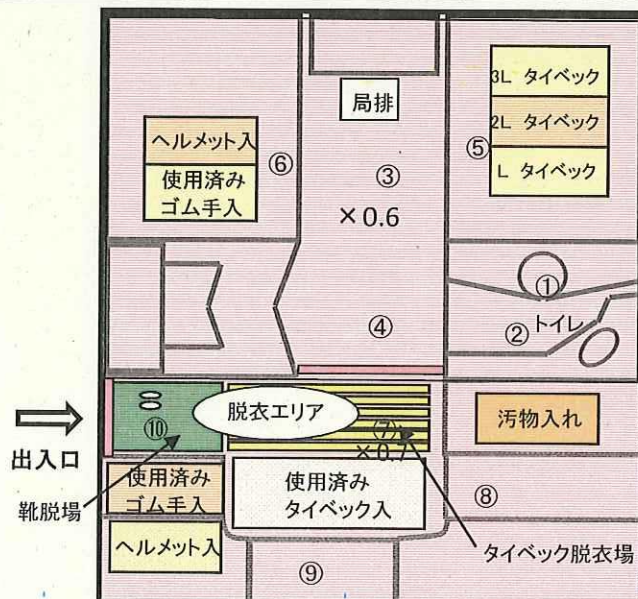 局排
3L タイベック
2L タイベック
L タイベック
ヘルメット入
使用済み
ゴム手入
⑥
③
⑤
×0.6
①
④
②
トイレ
脱衣エリア
⑦
×0.7
⑩
汚物入れ
出入口
靴脱場
使用済み
ゴム手入
使用済み
タイベック入
⑧
ヘルメット入
⑨
タイベック脱衣場